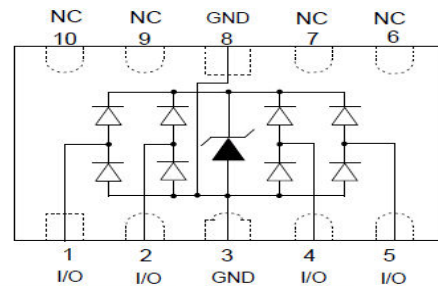 NC NC GND NC NC
10 9 8 7 6
1 2 3 4 5
I/O I/O GND I/O I/O